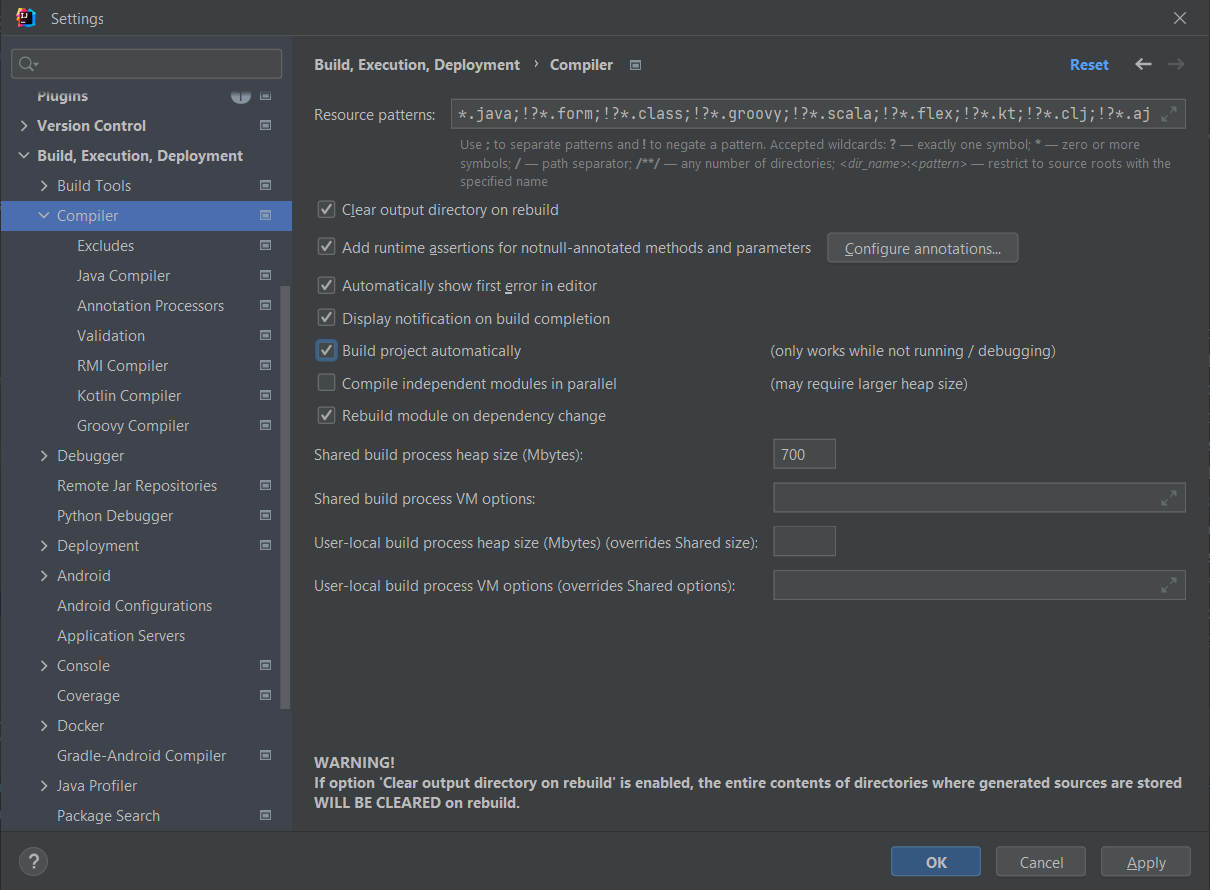 Settings
Plugins
Version Control
Build, Execution, Deployment
Build Tools
Compiler
Excludes
Java Compiler
Annotation Processors
Validation
RMI Compiler
Kotlin Compiler
Groovy Compiler
Debugger
Remote Jar Repositories
Python Debugger
Deployment
Android
Android Configurations
Application Servers
Console
Coverage
Docker
Gradle-Android Compiler
Java Profiler
Package Search
Build, Execution, Deployment › Compiler
Reset
Resource patterns: *.java;!?*.form;!?*.class;!?*.groovy;!?*.scala;!?*.flex;!?*.kt;!?*.clj;!?*.aj
Use ; to separate patterns and ! to negate a pattern. Accepted wildcards: ? — exactly one symbol; * — zero or more
symbols; / — path separator; /**/ — any number of directories; <dir_name>:<pattern> — restrict to source roots with the
specified name
Clear output directory on rebuild
Add runtime assertions for notnull-annotated methods and parameters Configure annotations...
Automatically show first error in editor
Display notification on build completion
Build project automatically (only works while not running / debugging)
Compile independent modules in parallel (may require larger heap size)
Rebuild module on dependency change
Shared build process heap size (Mbytes): 700
Shared build process VM options:
User-local build process heap size (Mbytes) (overrides Shared size):
User-local build process VM options (overrides Shared options):
WARNING!
If option 'Clear output directory on rebuild' is enabled, the entire contents of directories where generated sources are stored
WILL BE CLEARED on rebuild.
? OK Cancel Apply